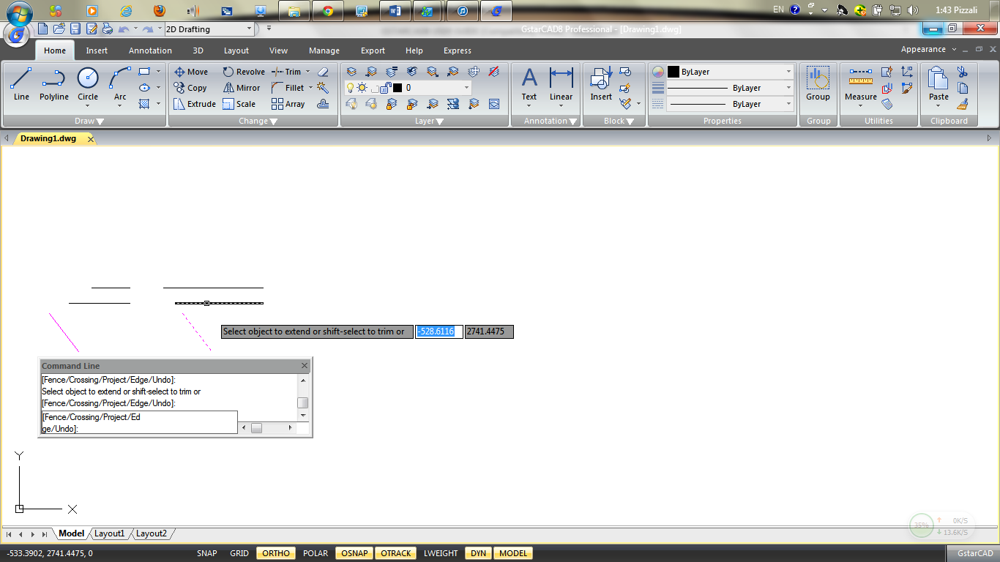 EN 1:43 Pizzali
2D Drafting GstarCAD8 Professional - [Drawing1.dwg]
Home Insert Annotation 3D Layout View Manage Export Help Express Appearance
Move Revolve Trim ByLayer
Copy Mirror Fillet 0 ByLayer
Line Polyline Circle Arc Text Linear Insert Group Measure Paste
Extrude Scale Array ByLayer
Draw Change Layer Annotation Block Properties Group Utilities Clipboard
Drawing1.dwg
Select object to extend or shift-select to trim or -528.6116 2741.4475
Command Line
[Fence/Crossing/Project/Edge/Undo]:
Select object to extend or shift-select to trim or
[Fence/Crossing/Project/Edge/Undo]:
[Fence/Crossing/Project/Ed
ge/Undo]:
Y
X
35% 0K/S
13.6K/S
Model Layout1 Layout2
-533.3902, 2741.4475, 0 SNAP GRID ORTHO POLAR OSNAP OTRACK LWEIGHT DYN MODEL GstarCAD